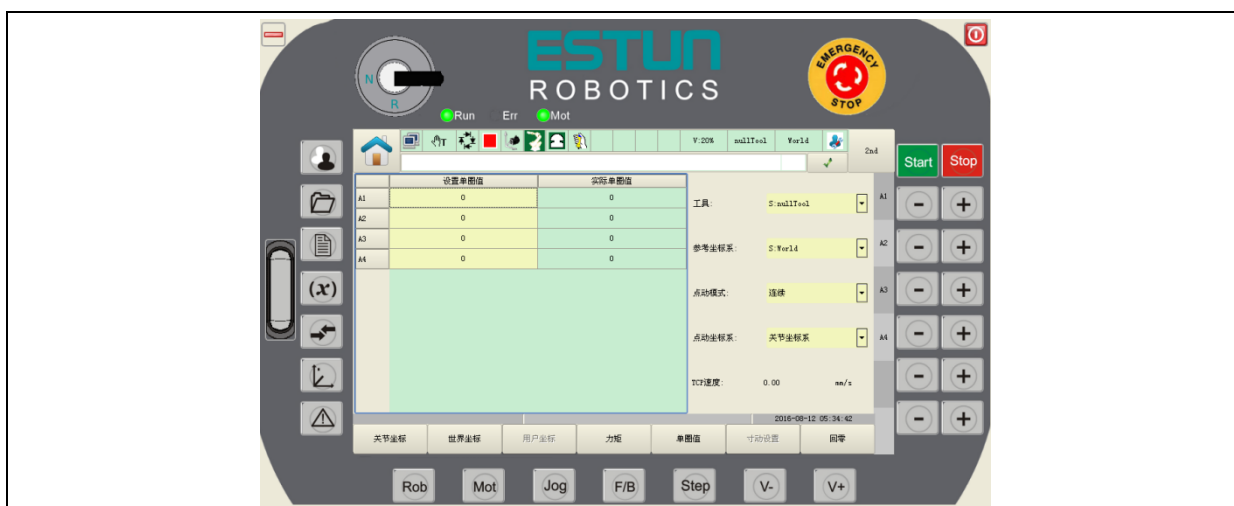 ESTUN
ROBOTICS
EMERGENCY
STOP
N
R
Run Err Mot
T
V:20% nullTool World
2nd
Start Stop
设置单圈值 实际单圈值
A1 0 0
A2 0 0
A3 0 0
A4 0 0
工具: S:nullTool
参考坐标系: S:World
点动模式: 连续
点动坐标系: 关节坐标系
TCP速度: 0.00 mm/s
A1 - +
A2 - +
A3 - +
A4 - +
- +
- +
(x)
2016-08-12 05:34:42
关节坐标 世界坐标 用户坐标 力矩 单圈值 寸动设置 回零
Rob Mot Jog F/B Step V- V+